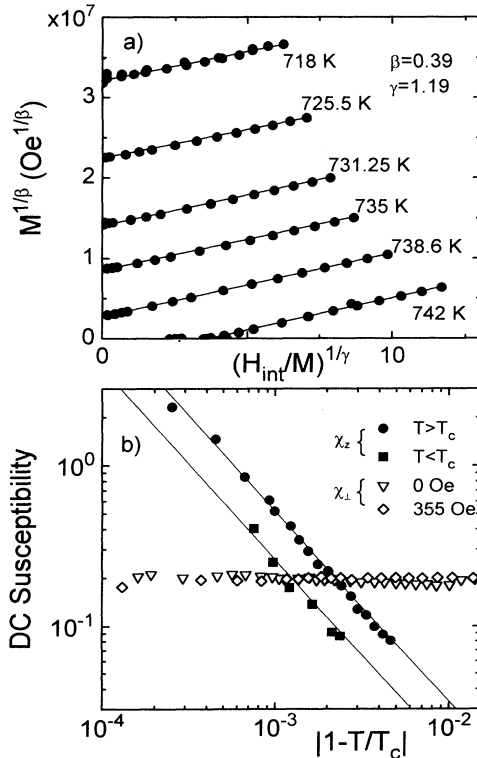 x10⁷
a)
718 K
β=0.39
γ=1.19
3
725.5 K
2
731.25 K
735 K
1
738.6 K
742 K
0
M^{1/β} (Oe^{1/β})
0
10
(H_{int}/M)^{1/γ}
b)
χ_z { ● T>T_c
■ T<T_c
χ_⊥ { ▽ 0 Oe
◇ 355 Oe
10⁰
10⁻¹
DC Susceptibility
10⁻⁴
10⁻³
10⁻²
|1-T/T_c|